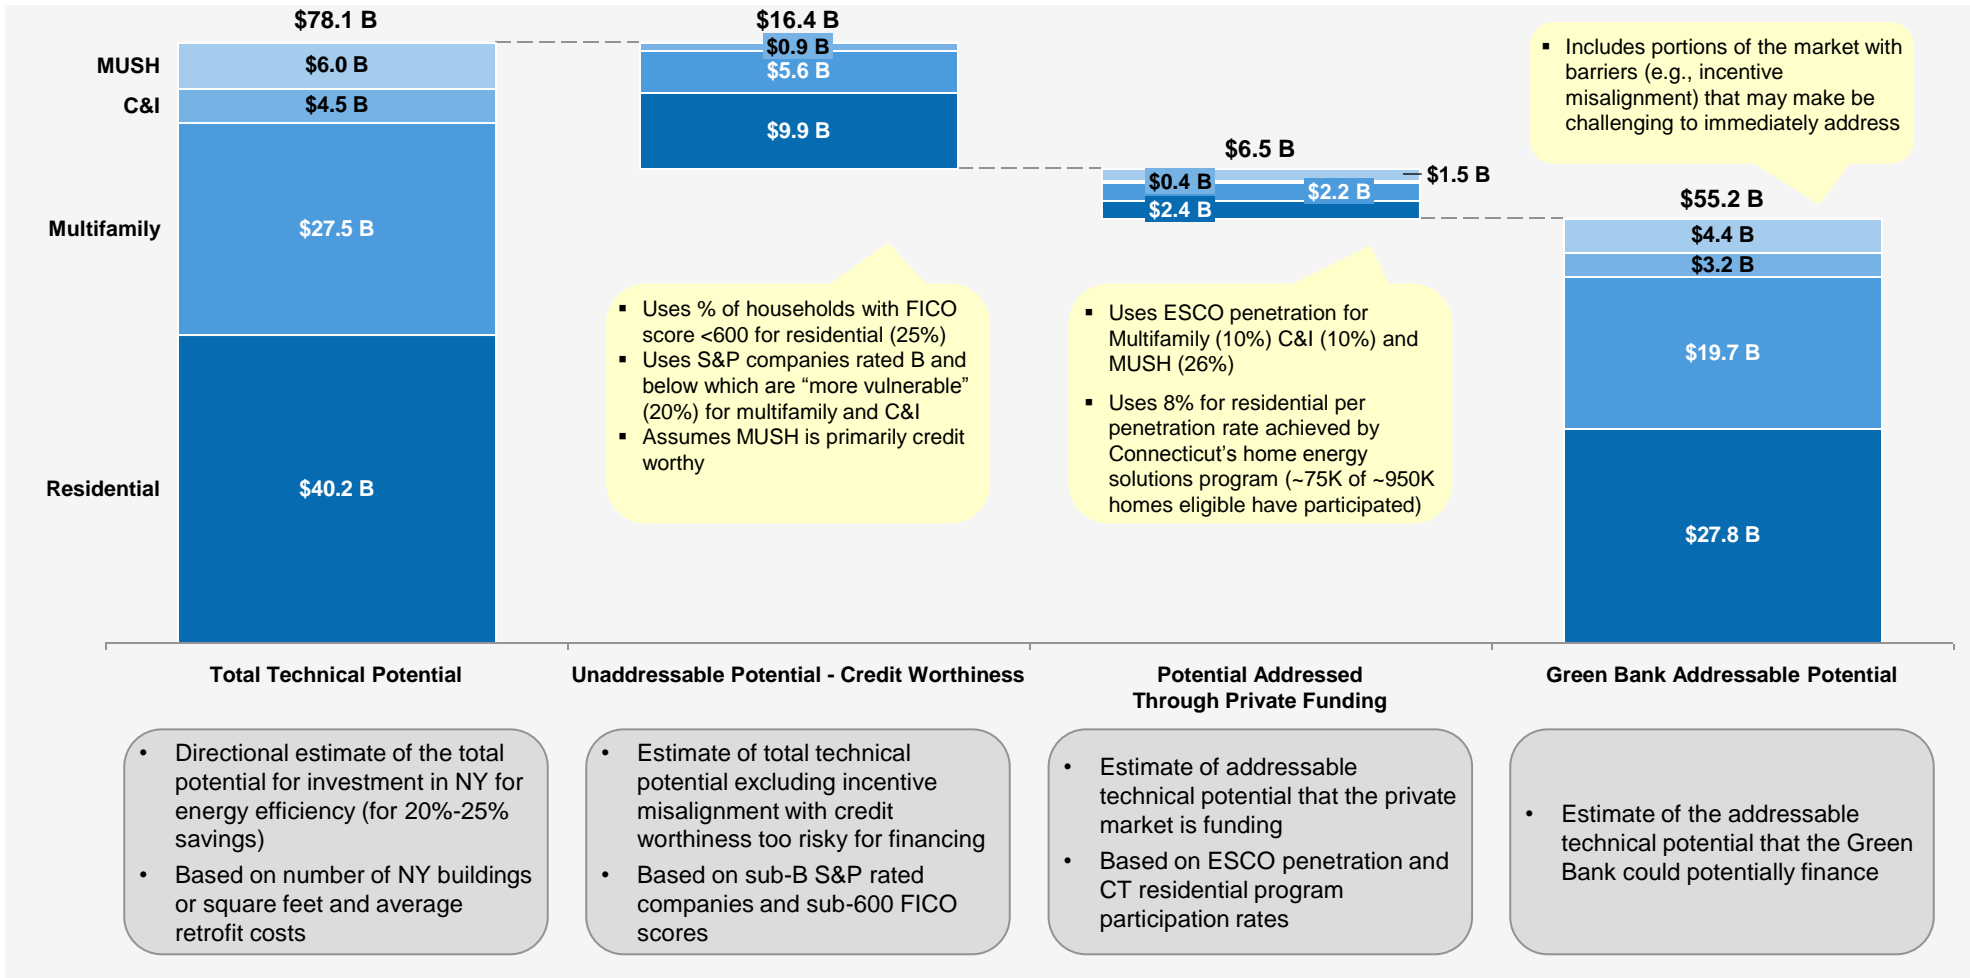 $78.1 B
MUSH
$6.0 B
C&I
$4.5 B
Multifamily
$27.5 B
Residential
$40.2 B
$16.4 B
$0.9 B
$5.6 B
$9.9 B
▪ Uses % of households with FICO
score <600 for residential (25%)
▪ Uses S&P companies rated B and
below which are “more vulnerable”
(20%) for multifamily and C&I
▪ Assumes MUSH is primarily credit
worthy
$6.5 B
$1.5 B
$0.4 B
$2.2 B
$2.4 B
▪ Uses ESCO penetration for
Multifamily (10%) C&I (10%) and
MUSH (26%)
▪ Uses 8% for residential per
penetration rate achieved by
Connecticut’s home energy
solutions program (~75K of ~950K
homes eligible have participated)
▪ Includes portions of the market with
barriers (e.g., incentive
misalignment) that may make be
challenging to immediately address
$55.2 B
$4.4 B
$3.2 B
$19.7 B
$27.8 B
Total Technical Potential
Unaddressable Potential - Credit Worthiness
Potential Addressed
Through Private Funding
Green Bank Addressable Potential
• Directional estimate of the total
potential for investment in NY for
energy efficiency (for 20%-25%
savings)
• Based on number of NY buildings
or square feet and average
retrofit costs
• Estimate of total technical
potential excluding incentive
misalignment with credit
worthiness too risky for financing
• Based on sub-B S&P rated
companies and sub-600 FICO
scores
• Estimate of addressable
technical potential that the private
market is funding
• Based on ESCO penetration and
CT residential program
participation rates
• Estimate of the addressable
technical potential that the Green
Bank could potentially finance